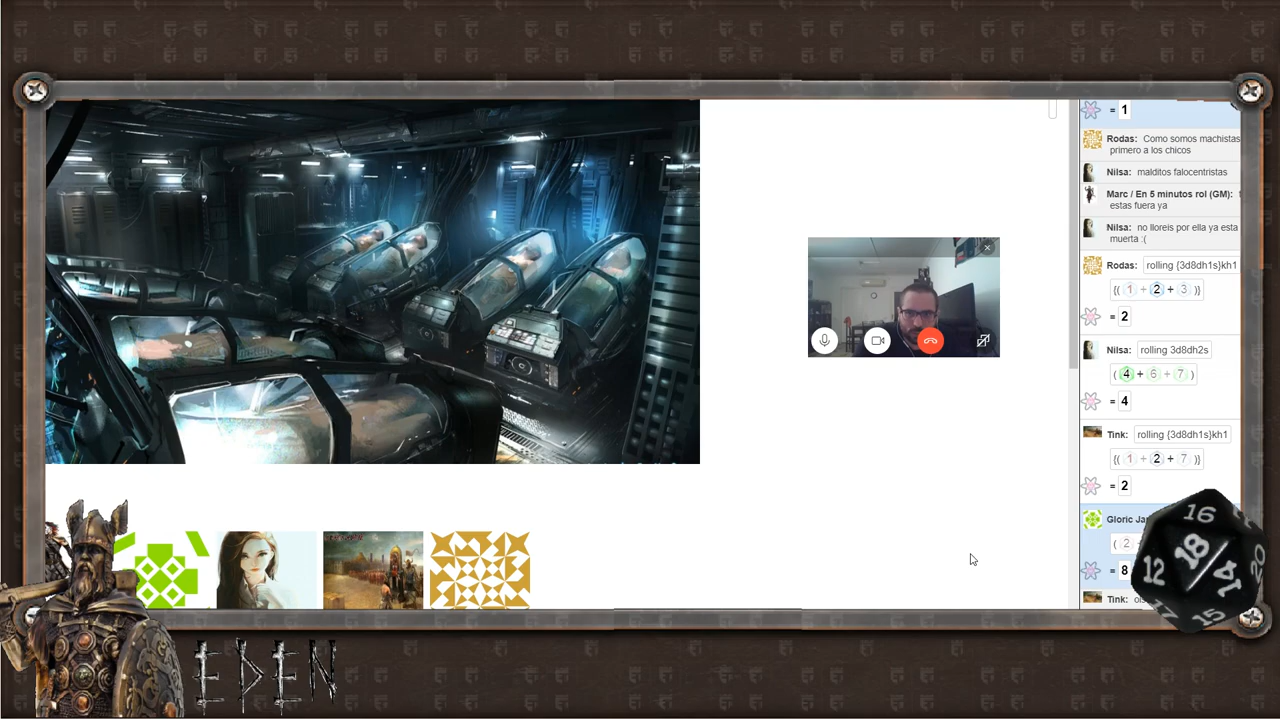 = 1
Rodas: Como somos machistas
primero a los chicos
Nilsa: malditos falocentristas
Marc / En 5 minutos rol (GM):
estas fuera ya
Nilsa: no lloreis por ella ya esta
muerta :(
Rodas: rolling {3d8dh1s}kh1
{( 1 + 2 + 3 )}
= 2
Nilsa: rolling 3d8dh2s
( 4 + 6 + 7 )
= 4
Tink: rolling {3d8dh1s}kh1
{( 1 + 2 + 7 )}
= 2
Gloric
( 2
= 8
Tink:
16
18
12
14
20
17
15
EDEN